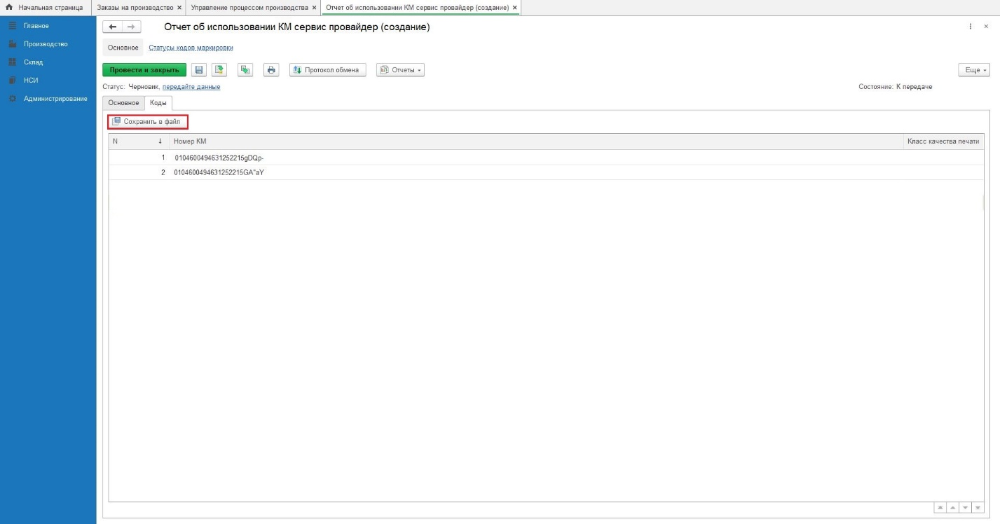 Начальная страница
Заказы на производство ×
Управление процессом производства ×
Отчет об использовании КМ сервис провайдер (создание) ×
Главное
Производство
Склад
НСИ
Администрирование
Отчет об использовании КМ сервис провайдер (создание)
Основное Статусы кодов маркировки
Провести и закрыть Протокол обмена Отчеты Еще
Статус: Черновик, передайте данные Состояние: К передаче
Основное Коды
Сохранить в файл
N ↓ Номер КМ Класс качества печати
1 0104600494631252215gDQp-
2 0104600494631252215GA"aY